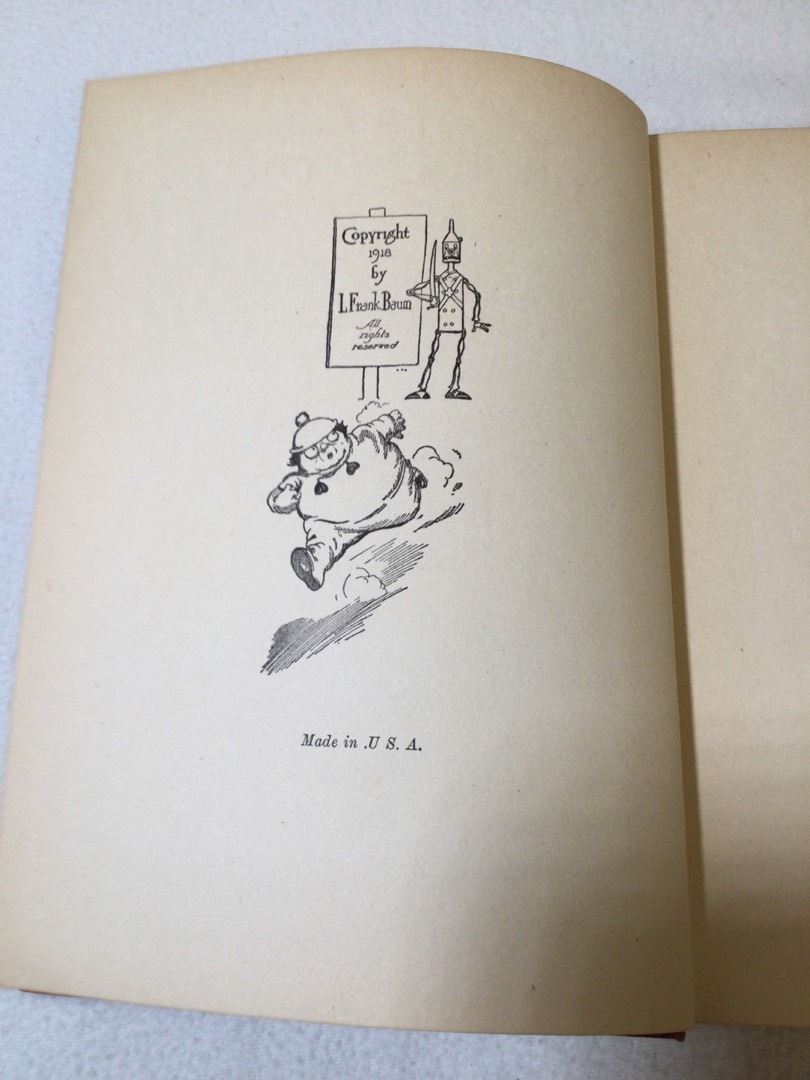 Copyright
1918
by
L Frank Baum
All
rights
reserved
Made in .U S. A.